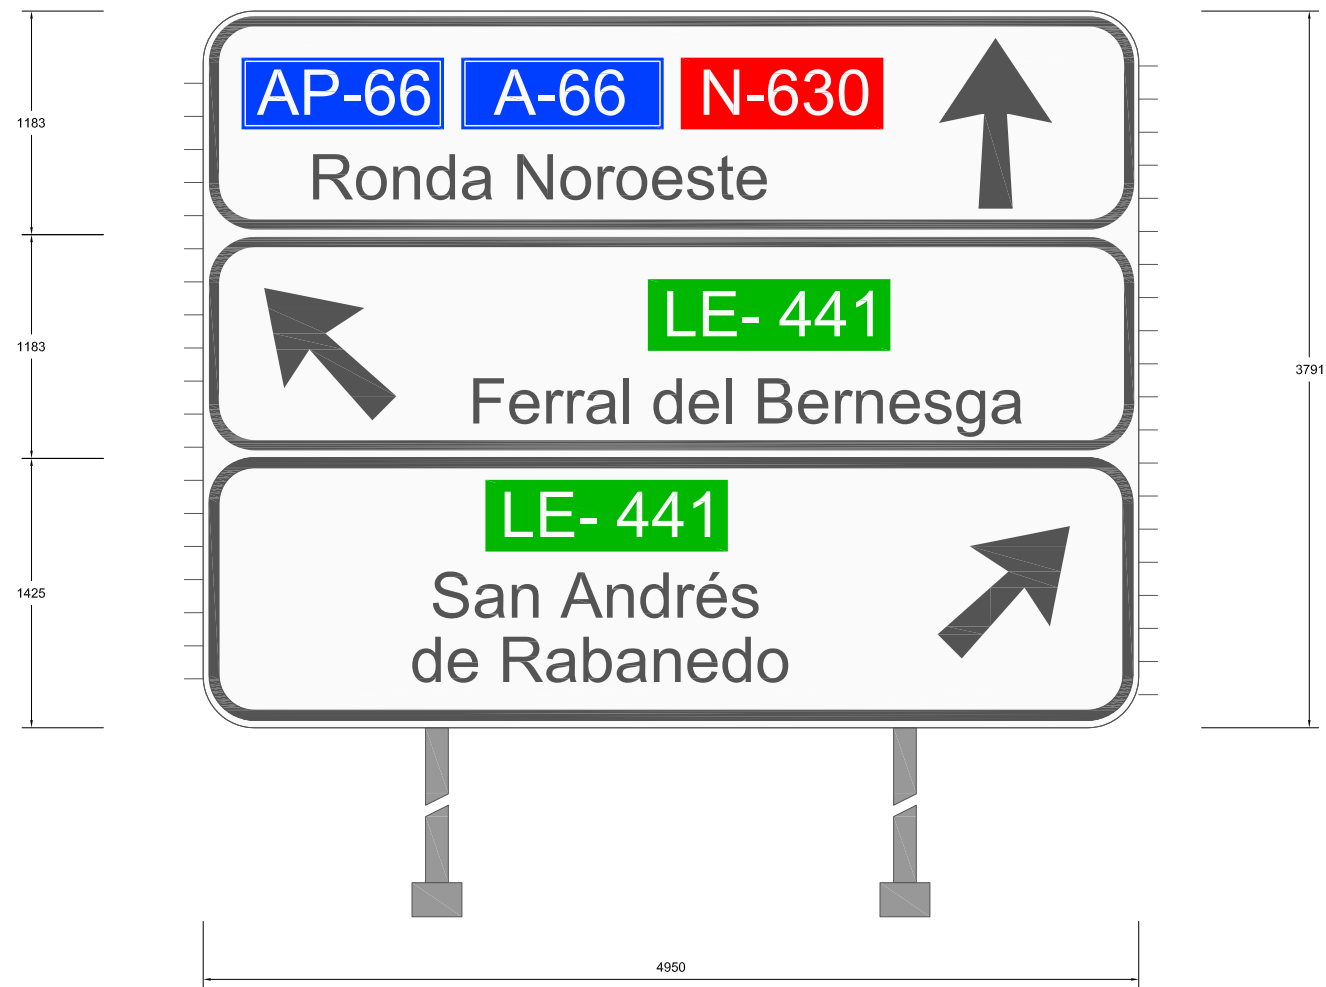 AP-66 A-66 N-630
Ronda Noroeste
LE- 441
Ferral del Bernesga
LE- 441
San Andrés
de Rabanedo
1183
1183
1425
3791
4950